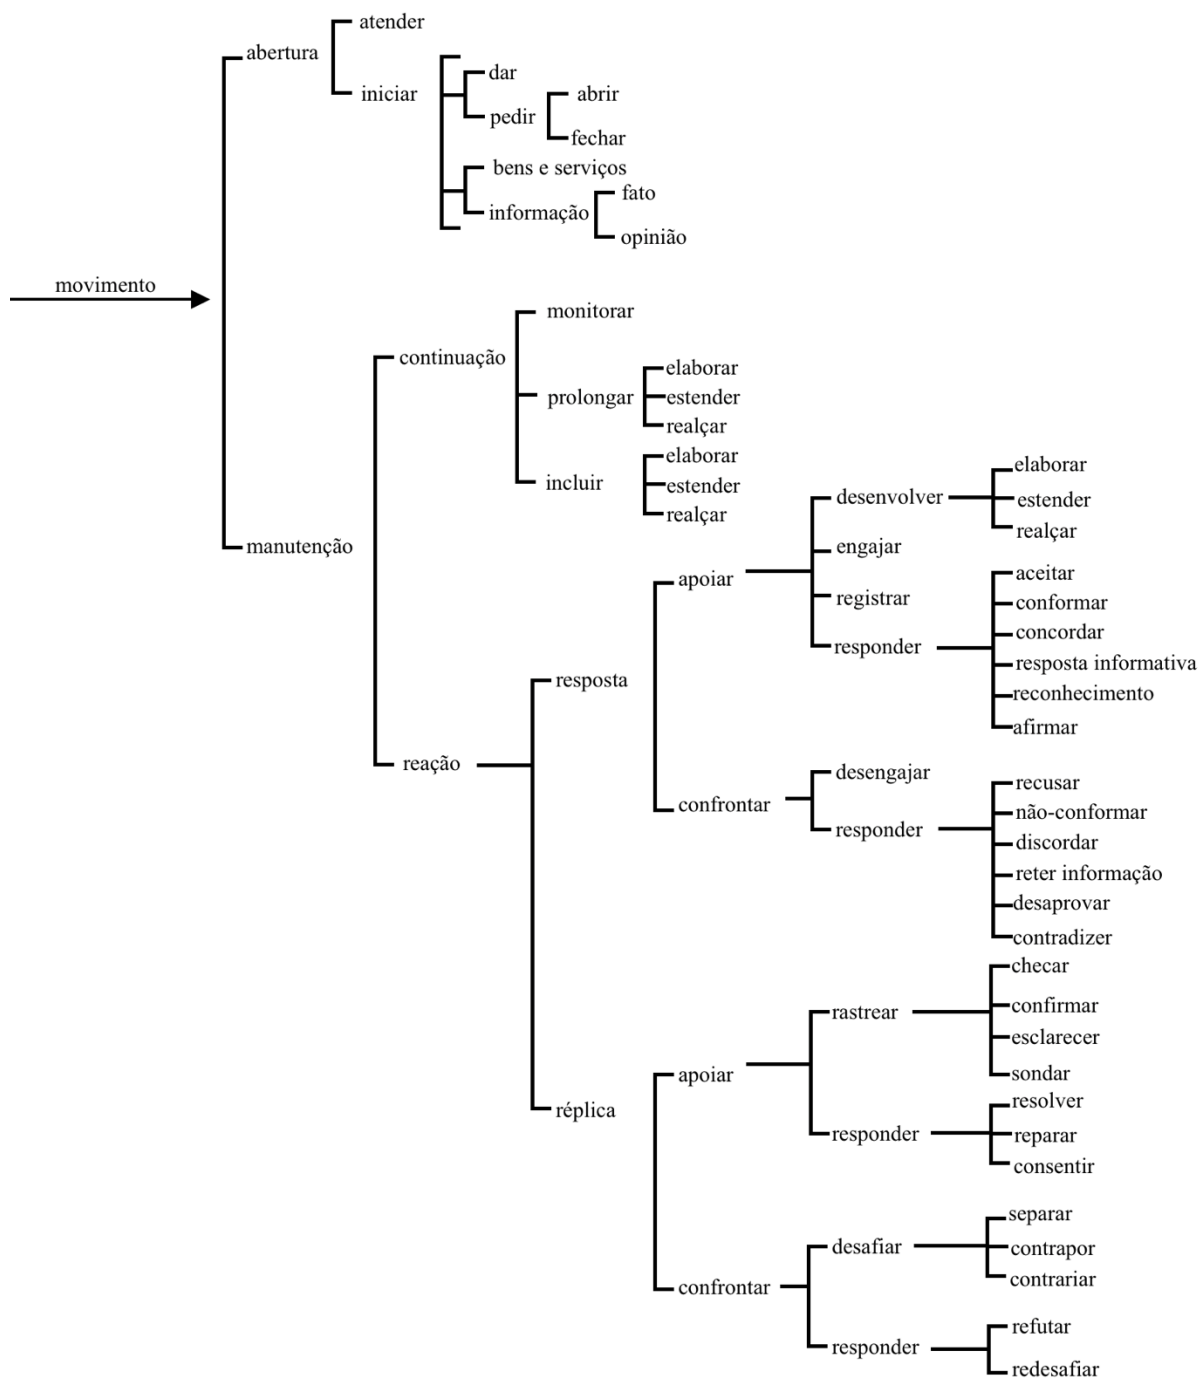 atender
abertura
dar
iniciar
abrir
pedir
fechar
bens e serviços
fato
informação
opinião
movimento
monitorar
continuação
elaborar
prolongar
estender
realçar
elaborar
incluir
estender
realçar
manutenção
elaborar
desenvolver
estender
realçar
engajar
apoiar
registrar
responder
aceitar
conformar
concordar
resposta informativa
reconhecimento
afirmar
resposta
reação
desengajar
confrontar
responder
recusar
não-conformar
discordar
reter informação
desaprovar
contradizer
checar
rastrear
confirmar
esclarecer
sondar
apoiar
réplica
responder
resolver
reparar
consentir
separar
desafiar
contrapor
contrariar
confrontar
responder
refutar
redesafiar